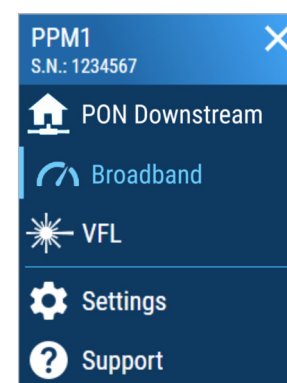 PPM1
S.N.: 1234567
PON Downstream
Broadband
VFL
Settings
? Support